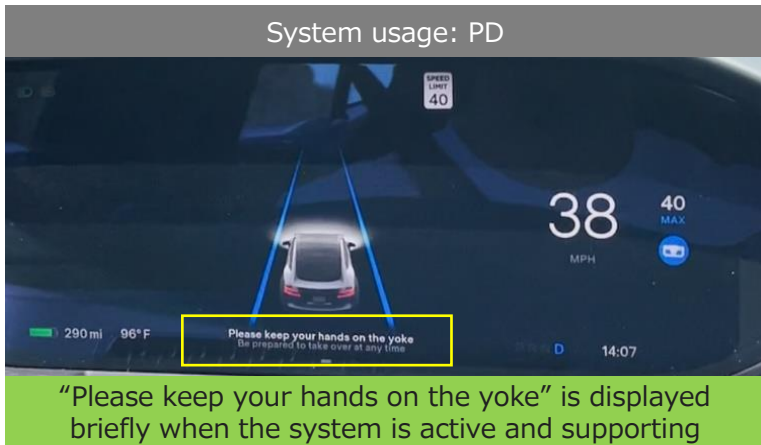 System usage: PD
SPEED
LIMIT
40
38
MPH
40
MAX
290 mi 96°F
Please keep your hands on the yoke
Be prepared to take over at any time
P R N D 14:07
“Please keep your hands on the yoke” is displayed
briefly when the system is active and supporting